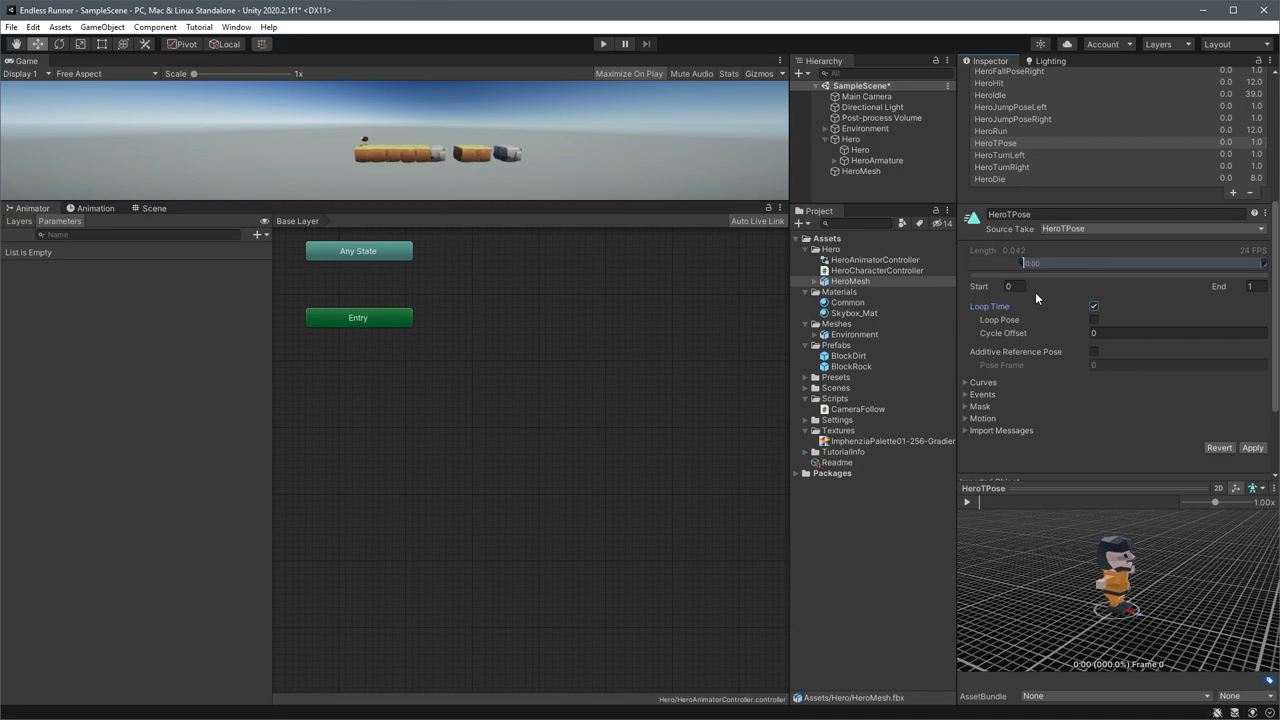 Endless Runner - SampleScene - PC, Mac & Linux Standalone - Unity 2020.2.1f1* <DX11>
File Edit Assets GameObject Component Tutorial Window Help
Pivot Local Account Layers Layout
Game
Display 1 Free Aspect Scale 1x Maximize On Play Mute Audio Stats Gizmos
Animator Animation Scene
Layers Parameters Base Layer Auto Live Link
Name
List is Empty
Any State
Entry
Hero/HeroAnimatorController.controller
Hierarchy
All
SampleScene*
Main Camera
Directional Light
Post-process Volume
Environment
Hero
Hero
HeroArmature
HeroMesh
Project
14
Assets
Hero
HeroAnimatorController
HeroCharacterController
HeroMesh
Materials
Common
Skybox_Mat
Meshes
Environment
Prefabs
BlockDirt
BlockRock
Presets
Scenes
Scripts
CameraFollow
Settings
Textures
ImphenziaPalette01-256-Gradier
TutorialInfo
Readme
Packages
Assets/Hero/HeroMesh.fbx
Inspector Lighting
HeroFallPoseRight 0.0 1.0
HeroHit 0.0 12.0
HeroIdle 0.0 39.0
HeroJumpPoseLeft 0.0 1.0
HeroJumpPoseRight 0.0 1.0
HeroRun 0.0 12.0
HeroTPose 0.0 1.0
HeroTurnLeft 0.0 1.0
HeroTurnRight 0.0 1.0
HeroDie 0.0 8.0
HeroTPose
Source Take HeroTPose
Length 0.042 24 FPS
0:00
Start 0 End 1
Loop Time
Loop Pose
Cycle Offset 0
Additive Reference Pose
Pose Frame 0
Curves
Events
Mask
Motion
Import Messages
Revert Apply
HeroTPose 2D
1.00x
0:00 (000.0%) Frame 0
AssetBundle None None